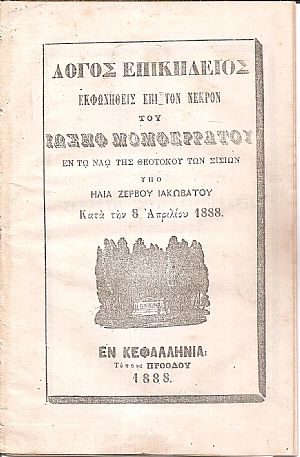 ΛΟΓΟΣ ΕΠΙΚΗΔΕΙΟΣ
ΕΚΦΩΝΗΘΕΙΣ ΕΠΙ ΤΟΝ ΝΕΚΡΟΝ
ΤΟΥ
ΙΩΣΗΦ ΜΟΜΦΕΡΡΑΤΟΥ
ΕΝ ΤΩ ΝΑΩ ΤΗΣ ΘΕΟΤΟΚΟΥ ΤΩΝ ΣΙΣΙΩΝ
ΥΠΟ
ΗΛΙΑ ΖΕΡΒΟΥ ΙΑΚΩΒΑΤΟΥ
Κατὰ τὴν 8 Ἀπριλίου 1888.
ΕΝ ΚΕΦΑΛΛΗΝΙΑ:
Τύποις ΠΡΟΟΔΟΥ
1888.